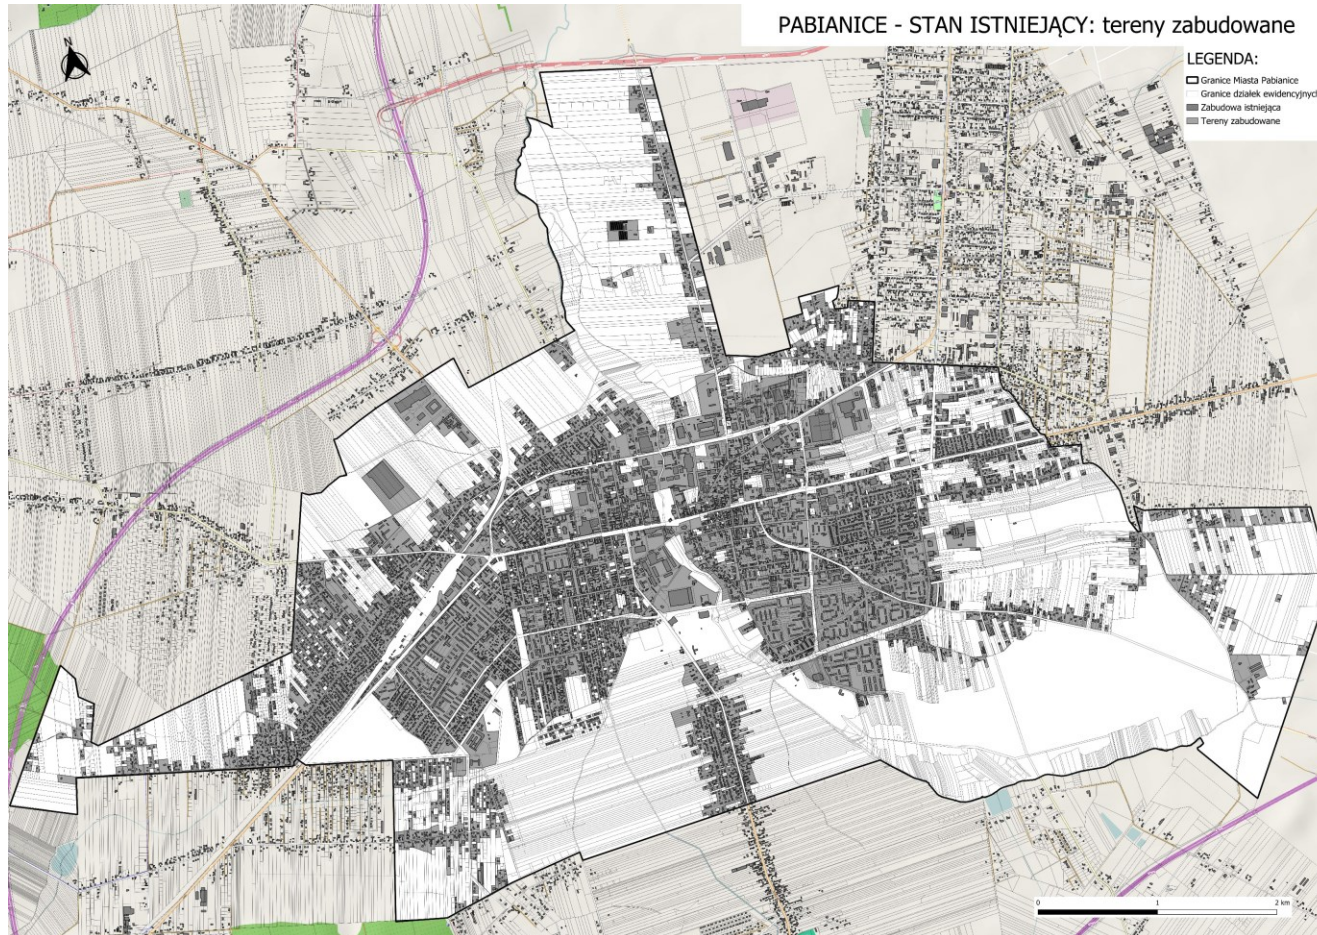 PABIANICE - STAN ISTNIEJĄCY: tereny zabudowane
LEGENDA:
Granice Miasta Pabianice
Granice działek ewidencyjnych
Zabudowa istniejąca
Tereny zabudowane
N
0 1 2 km